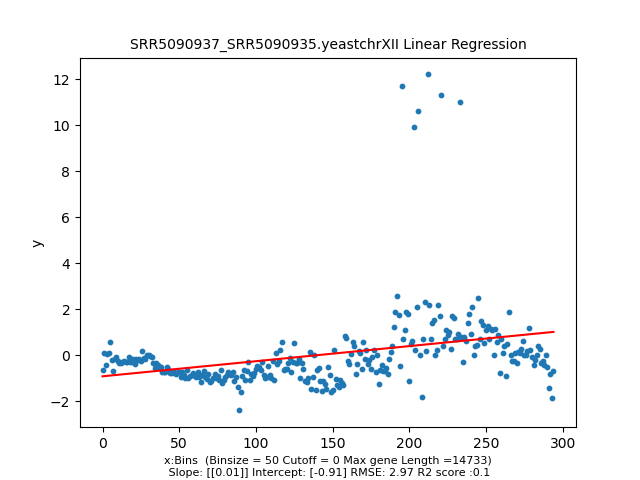 SRR5090937_SRR5090935.yeastchrXII Linear Regression
12
10
8
6
4
2
0
−2
y
0 50 100 150 200 250 300
x:Bins  (Binsize = 50 Cutoff = 0 Max gene Length =14733)
Slope: [[0.01]] Intercept: [-0.91] RMSE: 2.97 R2 score :0.1